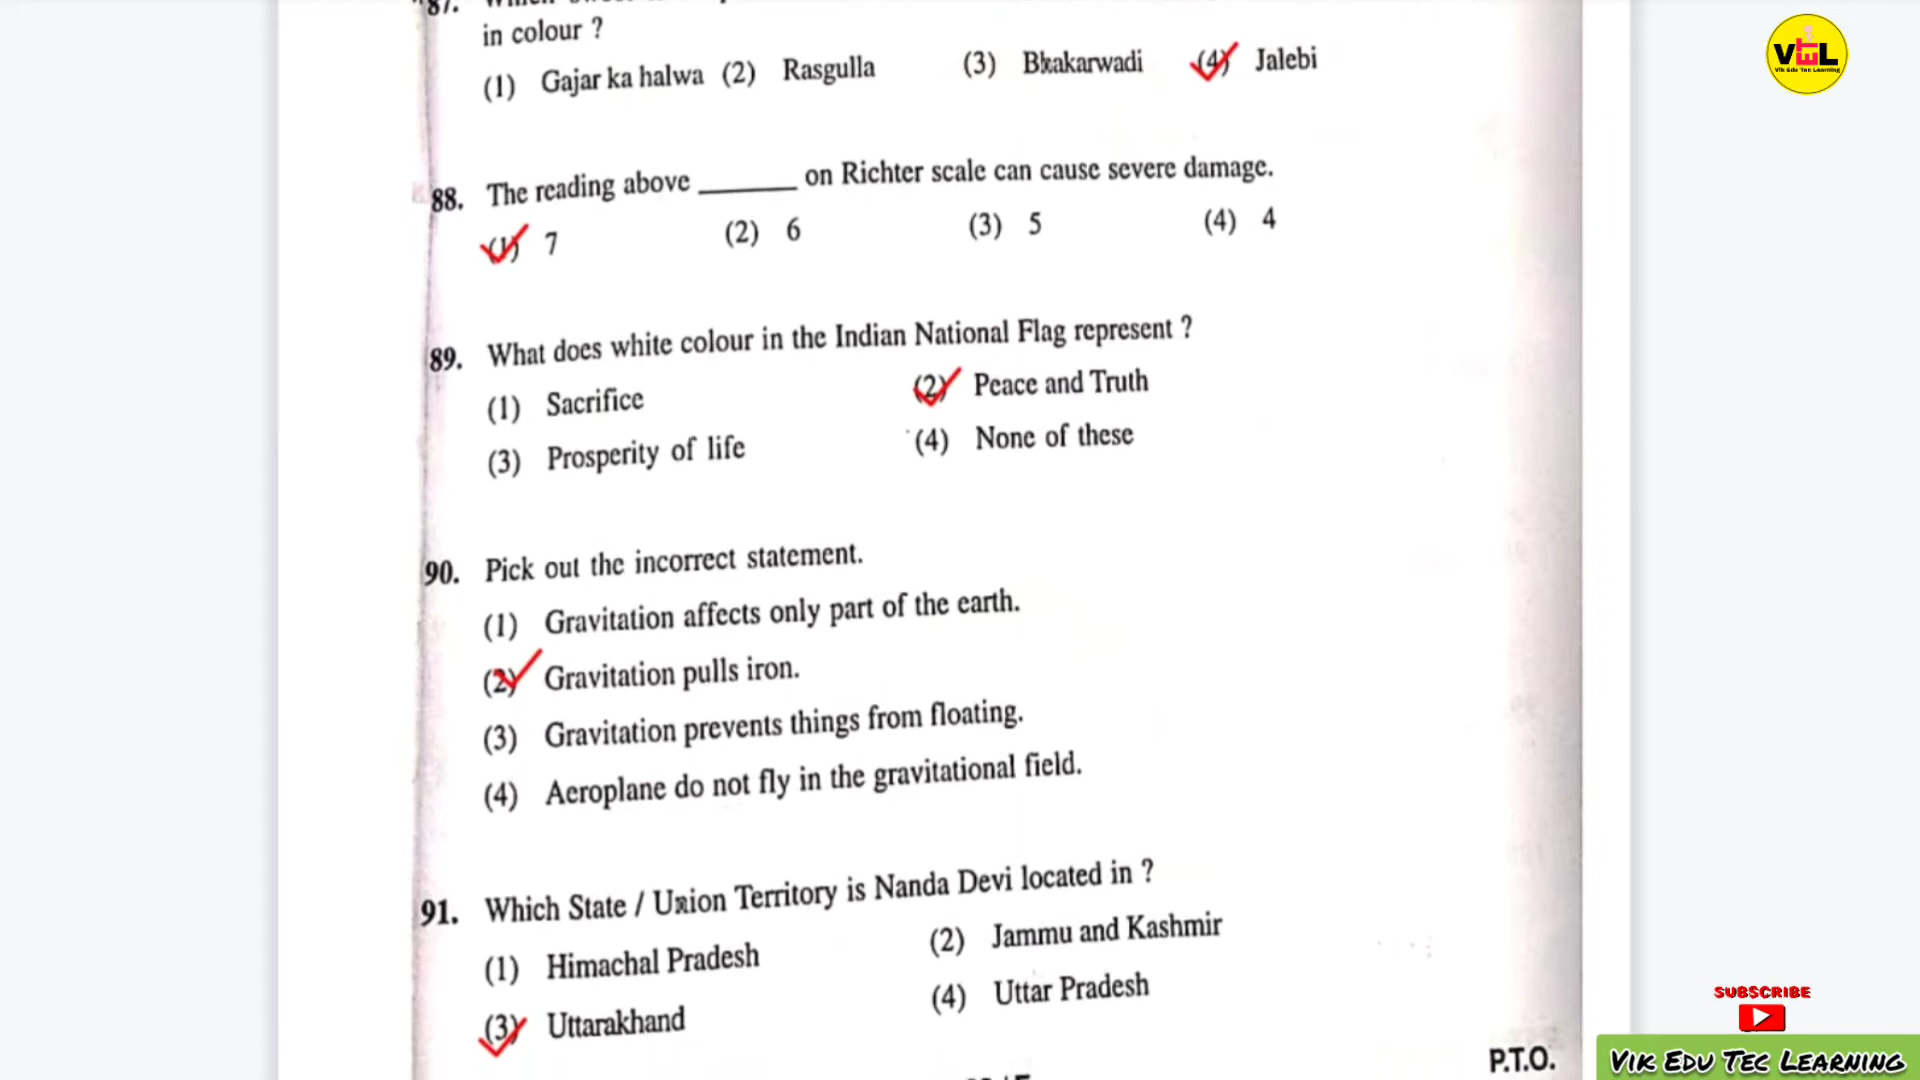 87.
in colour ?
(1) Gajar ka halwa (2) Rasgulla (3) Bhakarwadi (4) Jalebi
88. The reading above ______ on Richter scale can cause severe damage.
(1) 7 (2) 6 (3) 5 (4) 4
89. What does white colour in the Indian National Flag represent ?
(1) Sacrifice (2) Peace and Truth
(3) Prosperity of life (4) None of these
90. Pick out the incorrect statement.
(1) Gravitation affects only part of the earth.
(2) Gravitation pulls iron.
(3) Gravitation prevents things from floating.
(4) Aeroplane do not fly in the gravitational field.
91. Which State / Union Territory is Nanda Devi located in ?
(1) Himachal Pradesh (2) Jammu and Kashmir
(3) Uttarakhand (4) Uttar Pradesh
P.T.O.
VEL
Vik Edu Tec Learning
SUBSCRIBE
VIK EDU TEC LEARNING